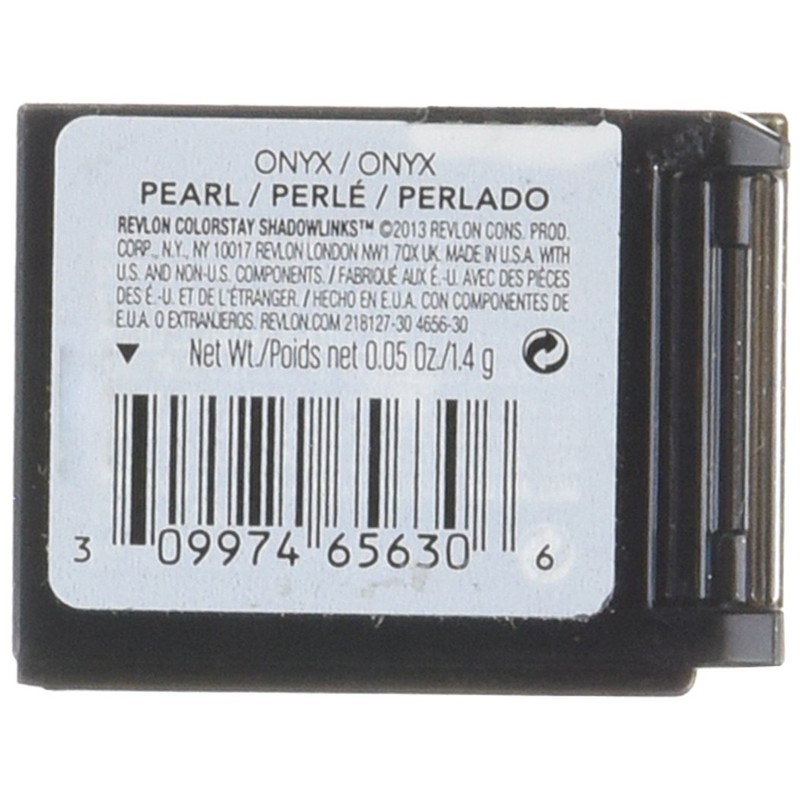 ONYX / ONYX
PEARL / PERLÉ / PERLADO
REVLON COLORSTAY SHADOWLINKS™ ©2013 REVLON CONS. PROD.
CORP., N.Y., NY 10017 REVLON LONDON NW1 7QX UK. MADE IN U.S.A. WITH
U.S. AND NON-U.S. COMPONENTS. / FABRIQUÉ AUX É.-U. AVEC DES PIÈCES
DES É.-U. ET DE L'ÉTRANGER. / HECHO EN E.U.A. CON COMPONENTES DE
E.U.A. O EXTRANJEROS. REVLON.COM 218127-30 4656-30
Net Wt./Poids net 0.05 Oz./1.4 g
3 09974 65630 6